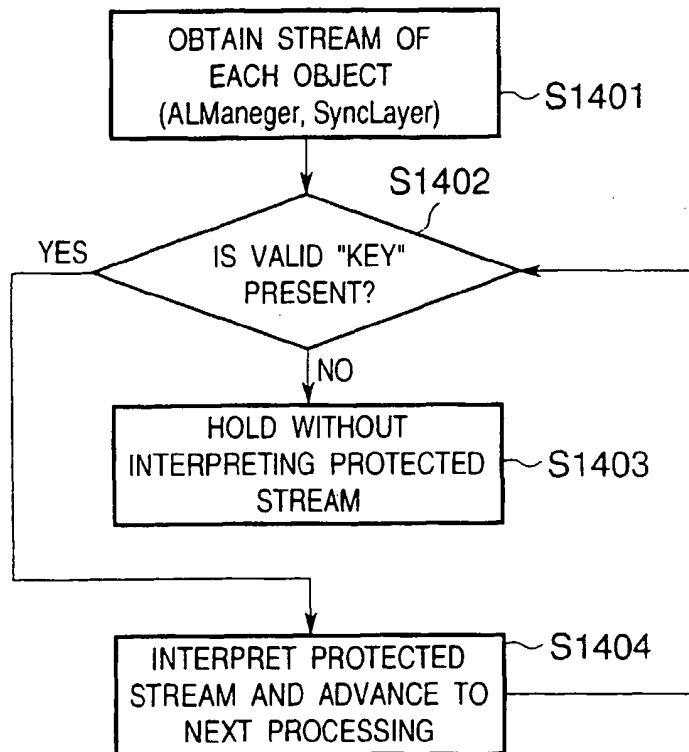 OBTAIN STREAM OF
EACH OBJECT
(ALManeger, SyncLayer)
S1401
S1402
YES
IS VALID "KEY"
PRESENT?
NO
HOLD WITHOUT
INTERPRETING PROTECTED
STREAM
S1403
S1404
INTERPRET PROTECTED
STREAM AND ADVANCE TO
NEXT PROCESSING